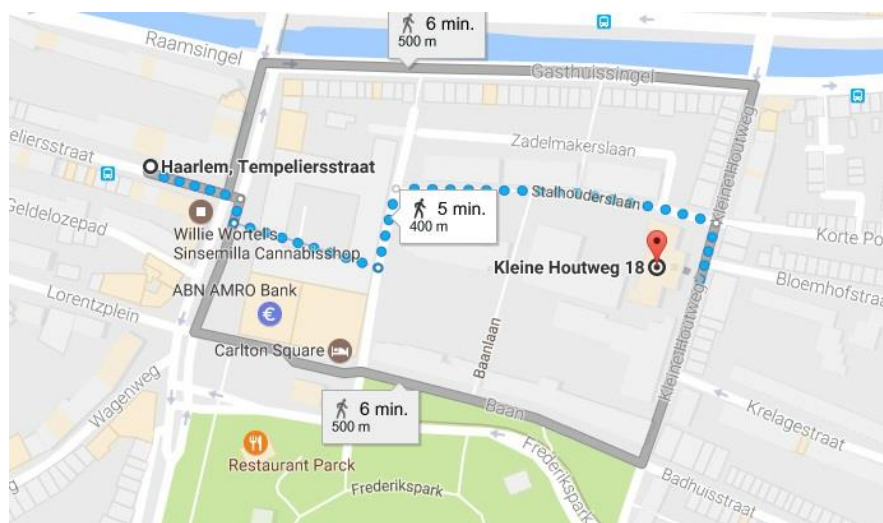 6 min.
500 m
Raamsingel
Gasthuissingel
eliersstraat
Haarlem, Tempeliersstraat
Zadelmakerslaan
Kleine Houtweg
Stalhouderslaan
5 min.
400 m
Geldelozepad
Willie Wortel's
Sinsemilla Cannabisshop
Korte Po
Kleine Houtweg 18
Bloemhofstraa
ABN AMRO Bank
€
Lorentzplein
Kleine Houtweg
Carlton Square
Baanlaan
Wagenweg
6 min.
500 m
Baan
Krelagestraat
Restaurant Parck
Frederikspark
Frederikspark
Badhuisstraat